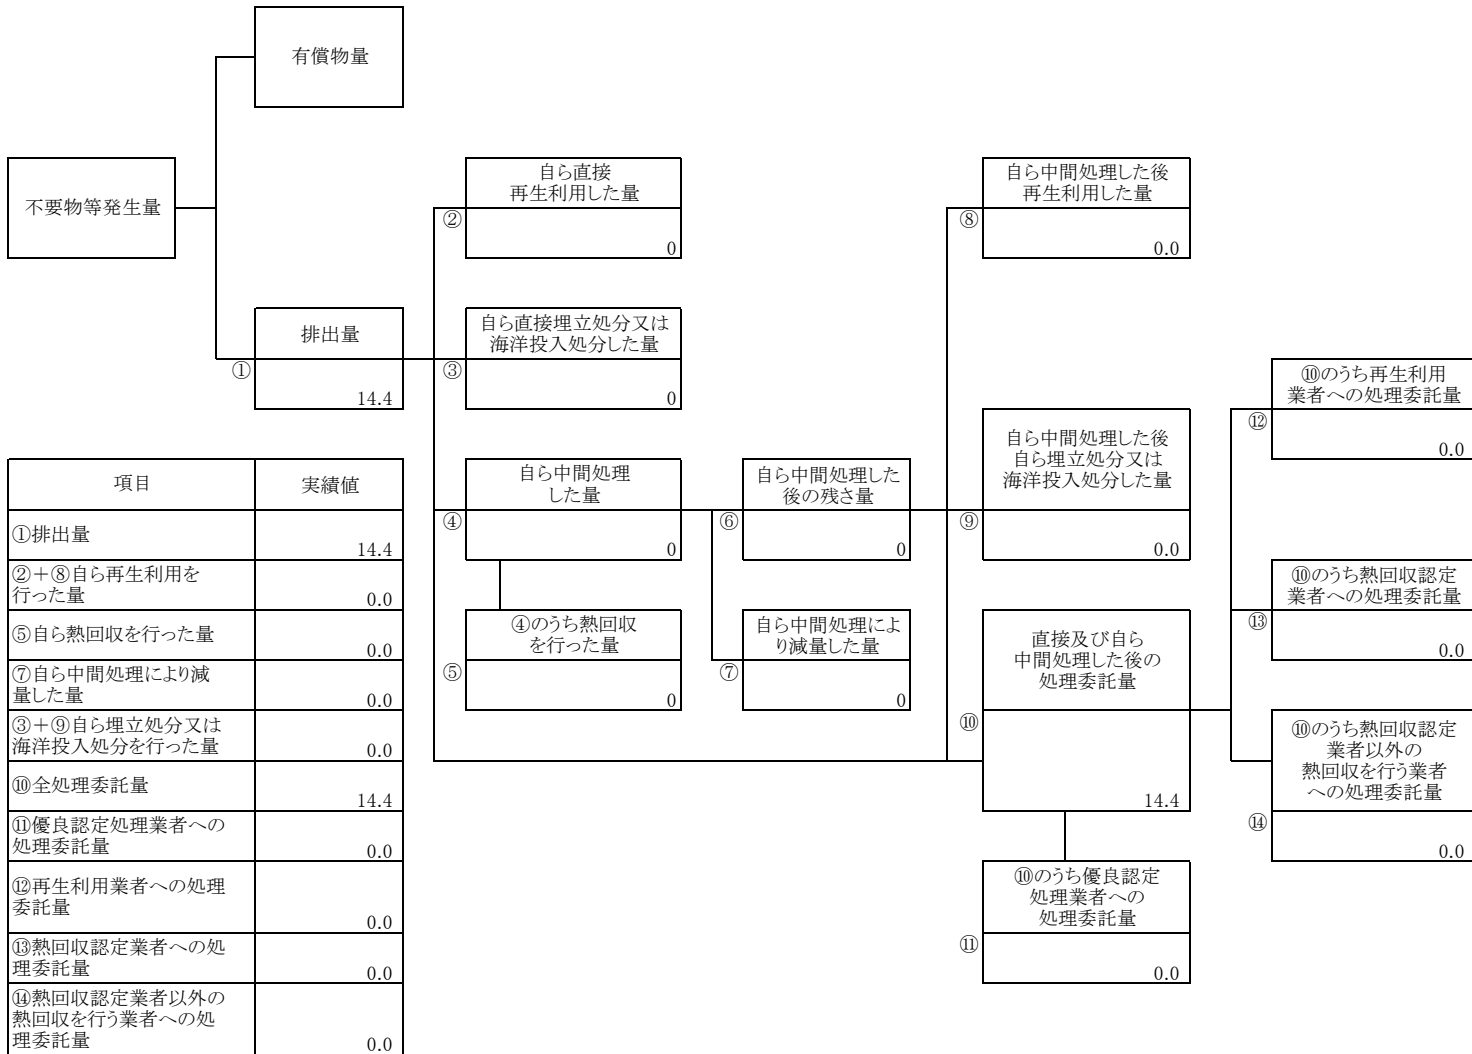 有償物量
不要物等発生量
排出量
①
14.4
自ら直接
再生利用した量
②
0
自ら直接埋立処分又は
海洋投入処分した量
③
0
自ら中間処理
した量
④
0
④のうち熱回収
を行った量
⑤
0
自ら中間処理した
後の残さ量
⑥
0
自ら中間処理によ
り減量した量
⑦
0
自ら中間処理した後
再生利用した量
⑧
0.0
自ら中間処理した後
自ら埋立処分又は
海洋投入処分した量
⑨
0.0
直接及び自ら
中間処理した後の
処理委託量
⑩
14.4
⑩のうち優良認定
処理業者への
処理委託量
⑪
0.0
⑩のうち再生利用
業者への処理委託量
⑫
0.0
⑩のうち熱回収認定
業者への処理委託量
⑬
0.0
⑩のうち熱回収認定
業者以外の
熱回収を行う業者
への処理委託量
⑭
0.0
項目 実績値
①排出量
14.4
②＋⑧自ら再生利用を
行った量
0.0
⑤自ら熱回収を行った量
0.0
⑦自ら中間処理により減
量した量
0.0
③＋⑨自ら埋立処分又は
海洋投入処分を行った量
0.0
⑩全処理委託量
14.4
⑪優良認定処理業者への
処理委託量
0.0
⑫再生利用業者への処理
委託量
0.0
⑬熱回収認定業者への処
理委託量
0.0
⑭熱回収認定業者以外の
熱回収を行う業者への処
理委託量
0.0